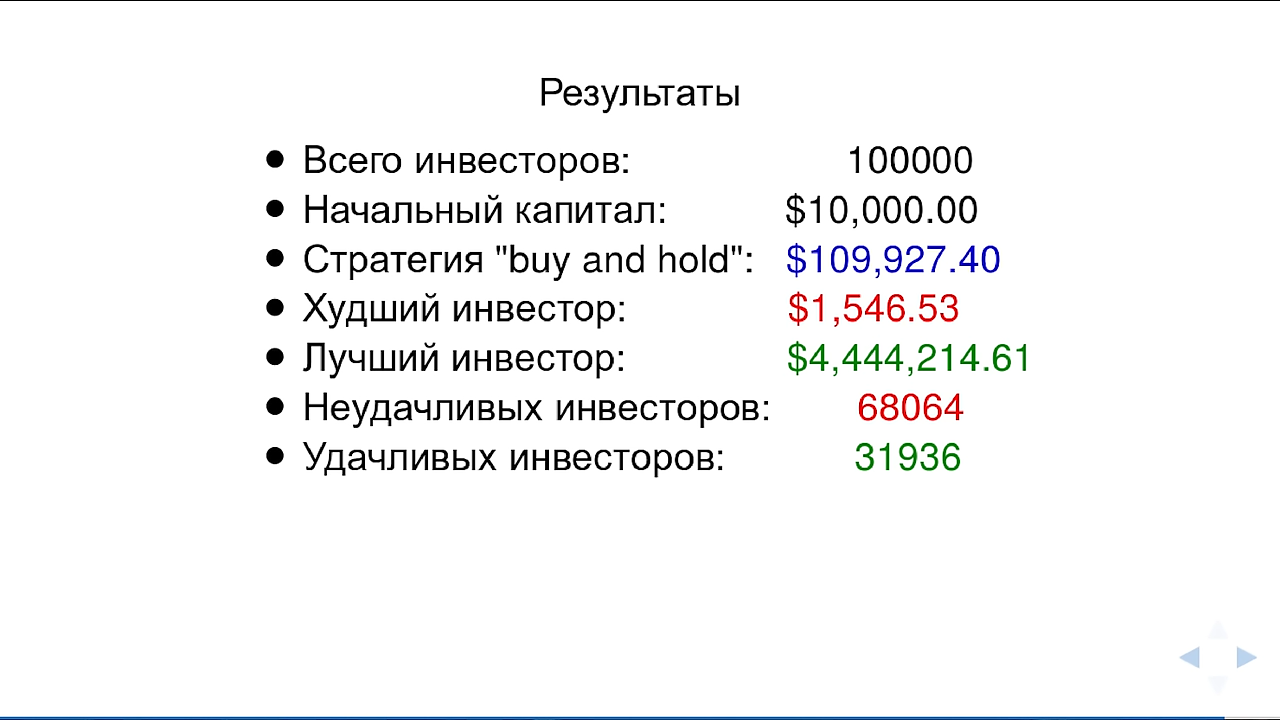 Результаты
● Всего инвесторов: 100000
● Начальный капитал: $10,000.00
● Стратегия "buy and hold": $109,927.40
● Худший инвестор: $1,546.53
● Лучший инвестор: $4,444,214.61
● Неудачливых инвесторов: 68064
● Удачливых инвесторов: 31936